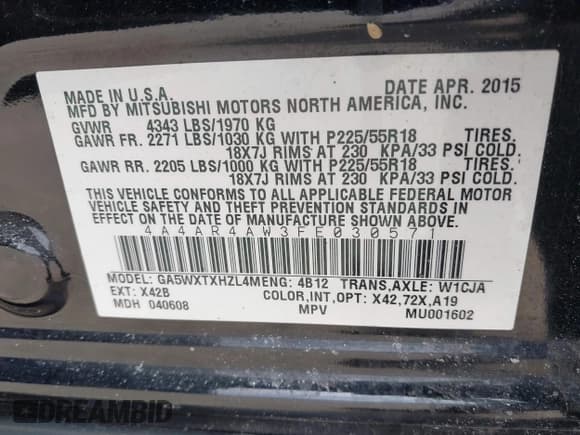 MADE IN U.S.A. DATE APR. 2015
MFD BY MITSUBISHI MOTORS NORTH AMERICA, INC.
GVWR 4343 LBS/1970 KG
GAWR FR. 2271 LBS/1030 KG WITH P225/55R18 TIRES.
18X7J RIMS AT 230 KPA/33 PSI COLD.
GAWR RR. 2205 LBS/1000 KG WITH P225/55R18 TIRES.
18X7J RIMS AT 230 KPA/33 PSI COLD.
THIS VEHICLE CONFORMS TO ALL APPLICABLE FEDERAL MOTOR
VEHICLE SAFETY AND THEFT PREVENTION STANDARDS IN
EFFECT ON THE DATE OF MANUFACTURE SHOWN ABOVE.
4A4AR4AW3FE030571
MODEL: GA5WXTXHZL4MENG: 4B12 TRANS,AXLE: W1CJA
EXT: X42B COLOR,INT,OPT: X42,72X,A19
MDH 040608 MPV MU001602
DREAMBID